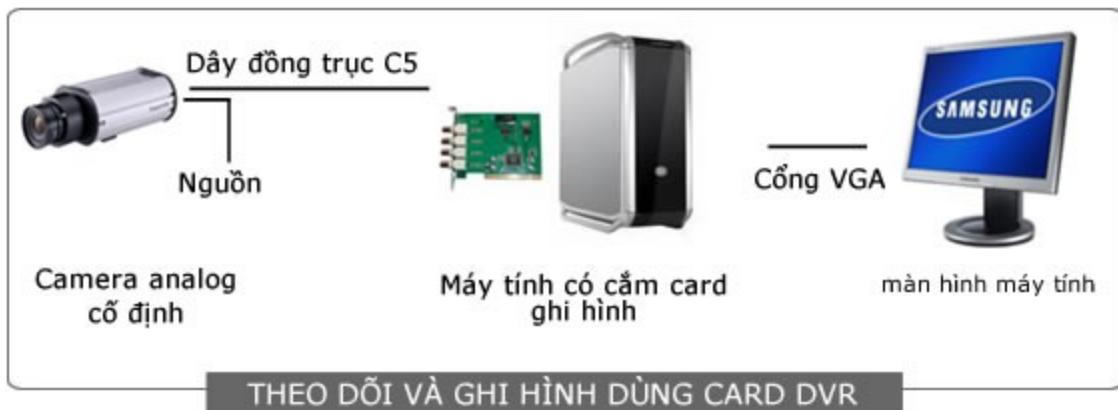 Dây đồng trục C5
SAMSUNG
Nguồn
Cổng VGA
Camera analog
cố định
Máy tính có cắm card
ghi hình
màn hình máy tính
THEO DÕI VÀ GHI HÌNH DÙNG CARD DVR